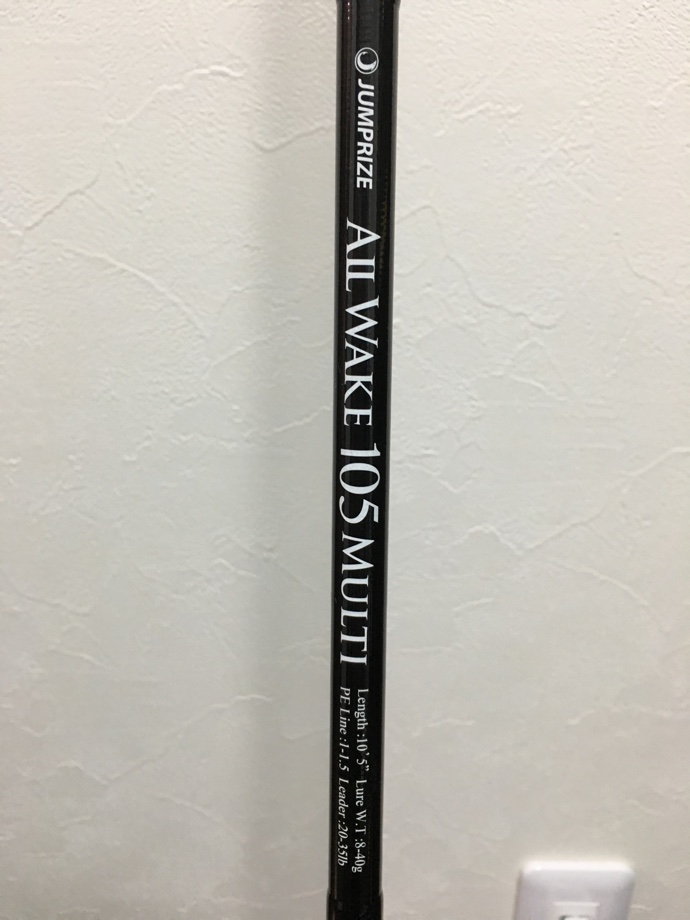 JUMPRIZE
ALL WAKE 105 MULTI
Length :10'5" Lure W.T :8-40g
PE Line :1-1.5 Leader :20-35lb